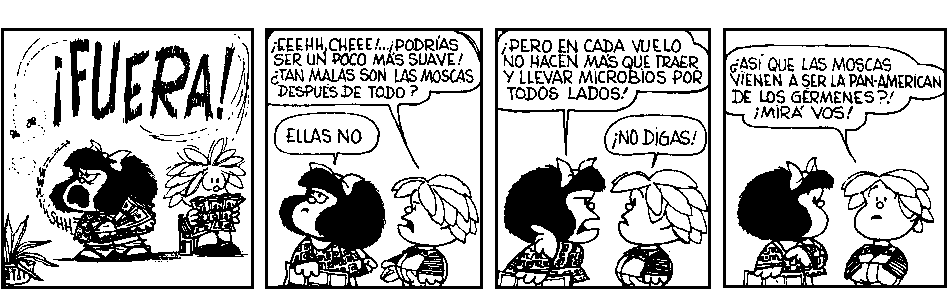 ¡FUERA!
SHHT
¡EEEHH, CHEEE!...¿PODRÍAS
SER UN POCO MÁS SUAVE!
¿TAN MALAS SON LAS MOSCAS
DESPUÉS DE TODO?
ELLAS NO
¡PERO EN CADA VUELO
NO HACEN MÁS QUE TRAER
Y LLEVAR MICROBIOS POR
TODOS LADOS!
¡NO DIGAS!
¿ASÍ QUE LAS MOSCAS
VIENEN A SER LA PAN-AMERICAN
DE LOS GÉRMENES?!
¡MIRÁ VOS!